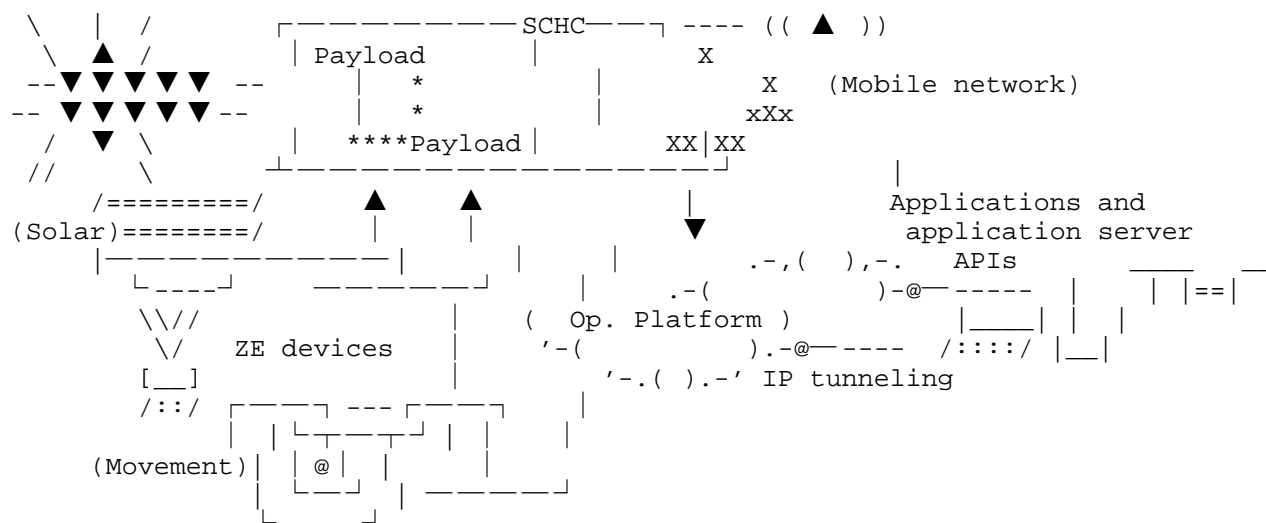 SCHC
Payload
(Mobile network)
Payload
Applications and
(Solar)
application server
APIs
( Op. Platform )
ZE devices
IP tunneling
(Movement)